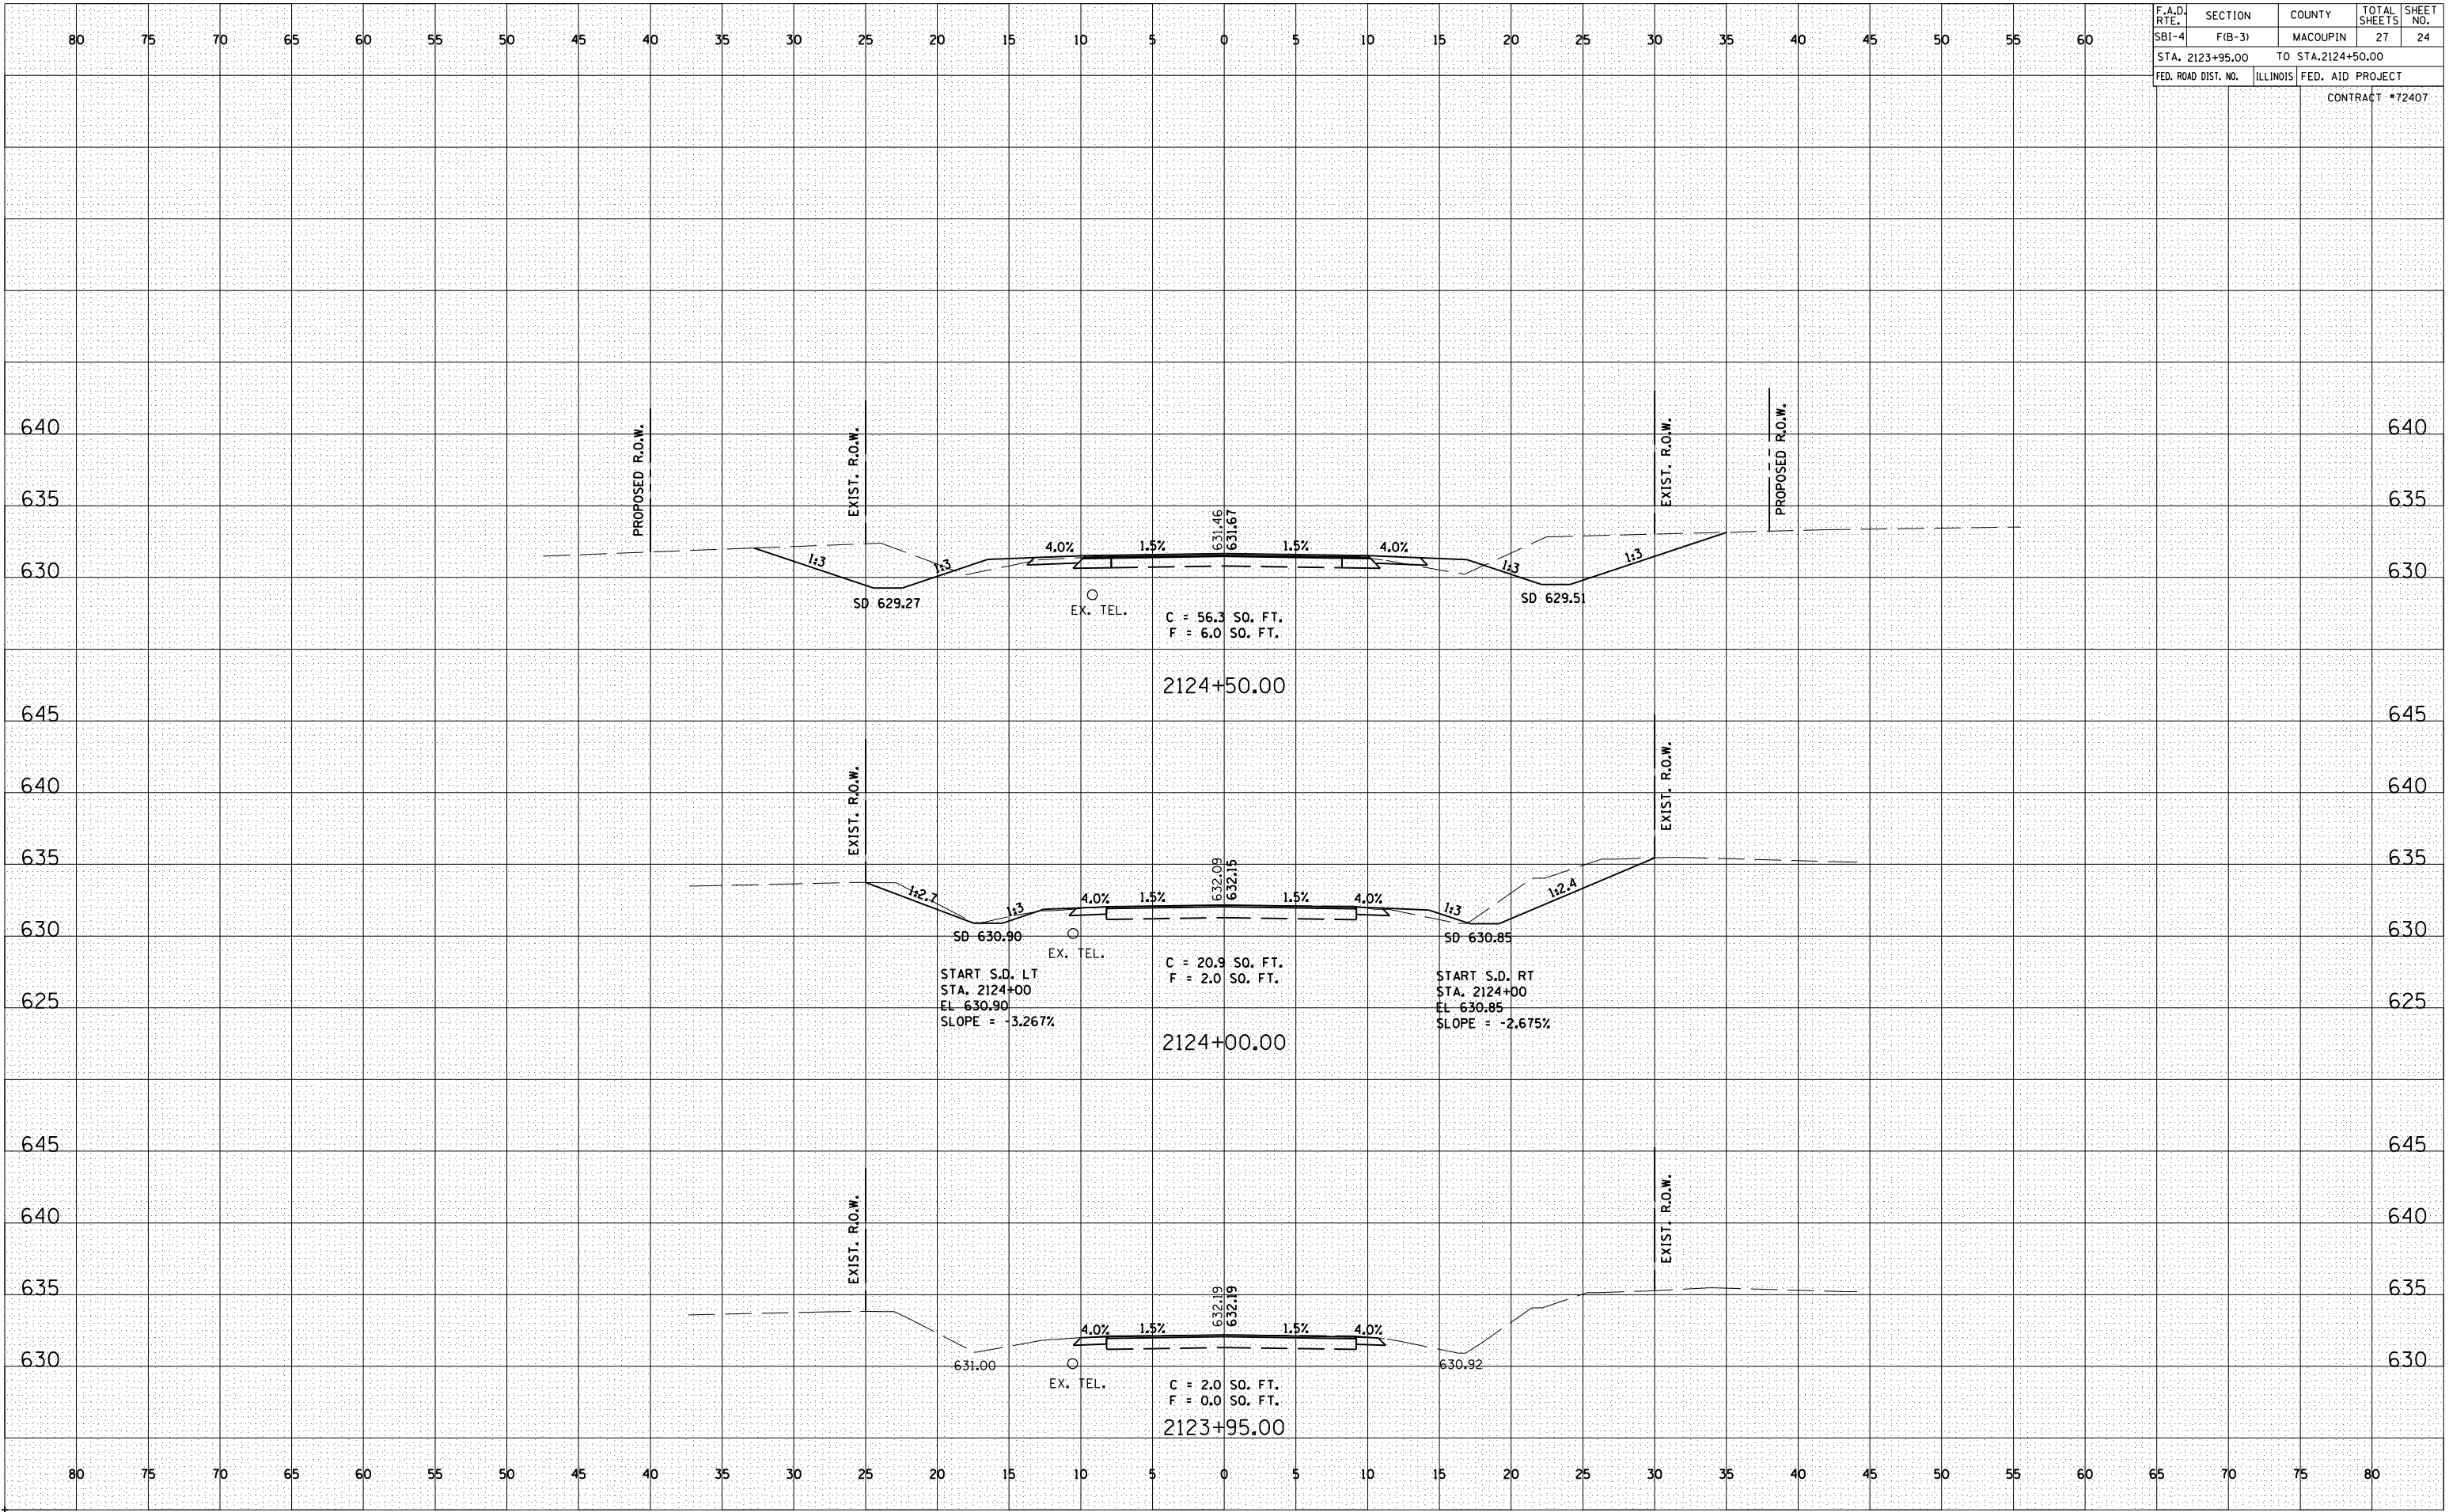 F.A.D. RTE. SECTION COUNTY TOTAL SHEETS SHEET NO.
SBI-4 F(B-3) MACOUPIN 27 24
STA. 2123+95.00 TO STA.2124+50.00
FED. ROAD DIST. NO. ILLINOIS FED. AID PROJECT
CONTRACT #72407
80 75 70 65 60 55 50 45 40 35 30 25 20 15 10 5 0 5 10 15 20 25 30 35 40 45 50 55 60
640 640
635 635
630 630
PROPOSED R.O.W.
EXIST. R.O.W.
EXIST. R.O.W.
PROPOSED R.O.W.
631.46
631.67
1:3 1:3 4.0% 1.5% 1.5% 4.0% 1:3 1:3
SD 629.27
SD 629.51
EX. TEL.
C = 56.3 SQ. FT.
F = 6.0 SQ. FT.
2124+50.00
645 645
640 640
635 635
630 630
625 625
EXIST. R.O.W.
EXIST. R.O.W.
632.09
632.15
1:2.7 1:3 4.0% 1.5% 1.5% 4.0% 1:3 1:2.4
SD 630.90
SD 630.85
EX. TEL.
C = 20.9 SQ. FT.
F = 2.0 SQ. FT.
START S.D. LT
STA. 2124+00
EL 630.90
SLOPE = -3.267%
START S.D. RT
STA. 2124+00
EL 630.85
SLOPE = -2.675%
2124+00.00
645 645
640 640
635 635
630 630
EXIST. R.O.W.
EXIST. R.O.W.
632.19
632.19
4.0% 1.5% 1.5% 4.0%
631.00
630.92
EX. TEL.
C = 2.0 SQ. FT.
F = 0.0 SQ. FT.
2123+95.00
80 75 70 65 60 55 50 45 40 35 30 25 20 15 10 5 0 5 10 15 20 25 30 35 40 45 50 55 60 65 70 75 80